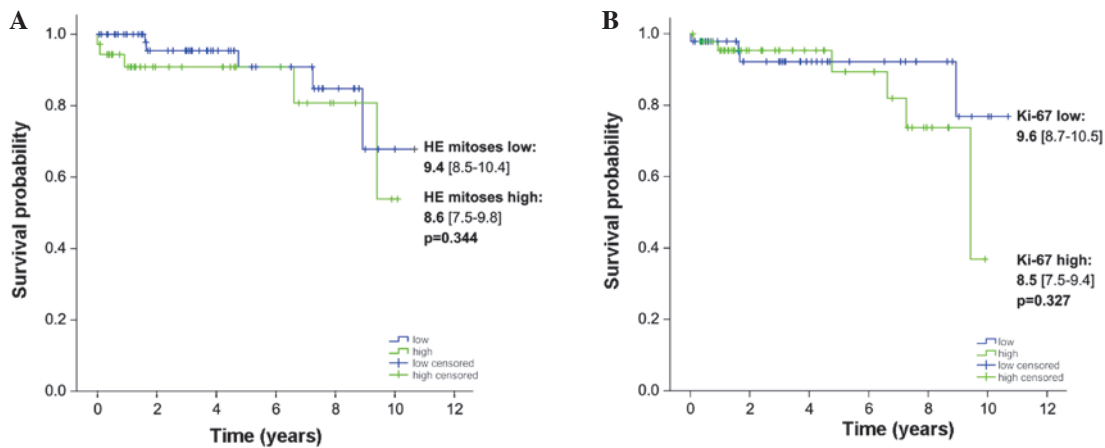 A
Survival probability
1.0
0.8
0.6
0.4
0.2
0.0
0
2
4
6
8
10
12
Time (years)
HE mitoses low:
9.4 [8.5-10.4]
HE mitoses high:
8.6 [7.5-9.8]
p=0.344
low
high
low censored
high censored
B
Survival probability
1.0
0.8
0.6
0.4
0.2
0.0
0
2
4
6
8
10
12
Time (years)
Ki-67 low:
9.6 [8.7-10.5]
Ki-67 high:
8.5 [7.5-9.4]
p=0.327
low
high
low censored
high censored